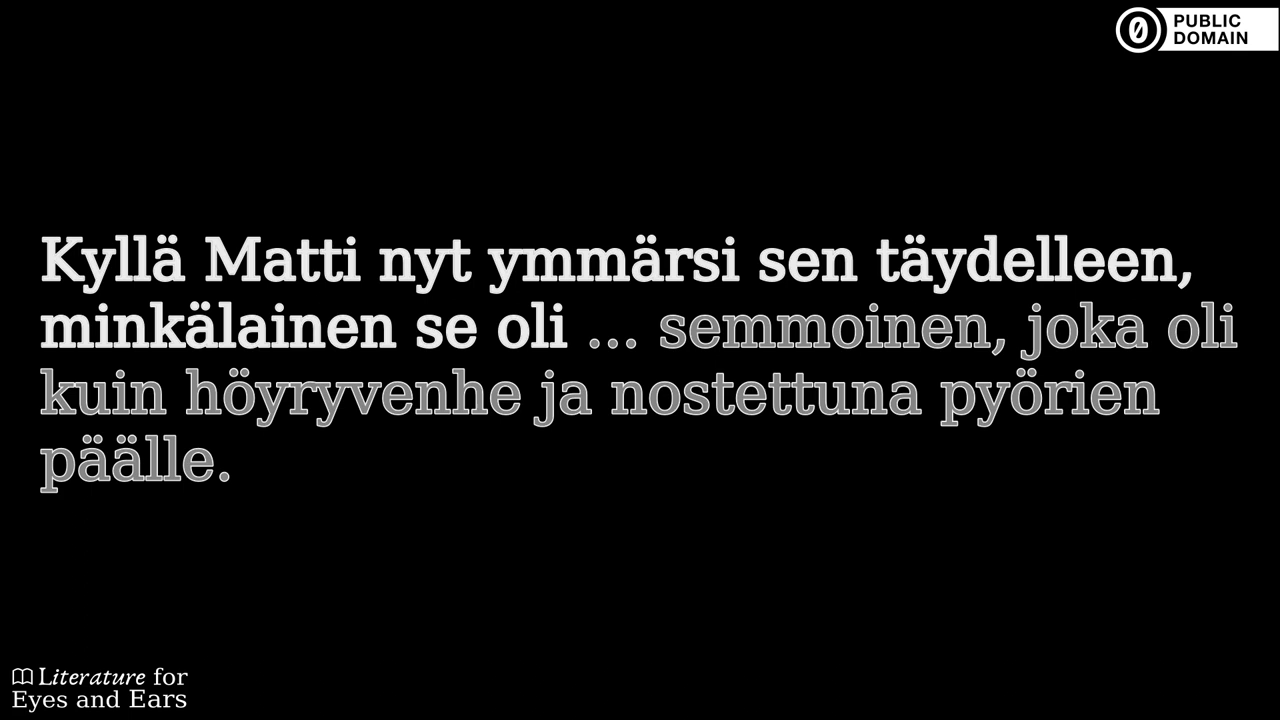 PUBLIC
DOMAIN
Kyllä Matti nyt ymmärsi sen täydelleen,
minkälainen se oli ... semmoinen, joka oli
kuin höyryvenhe ja nostettuna pyörien
päälle.
Literature for
Eyes and Ears